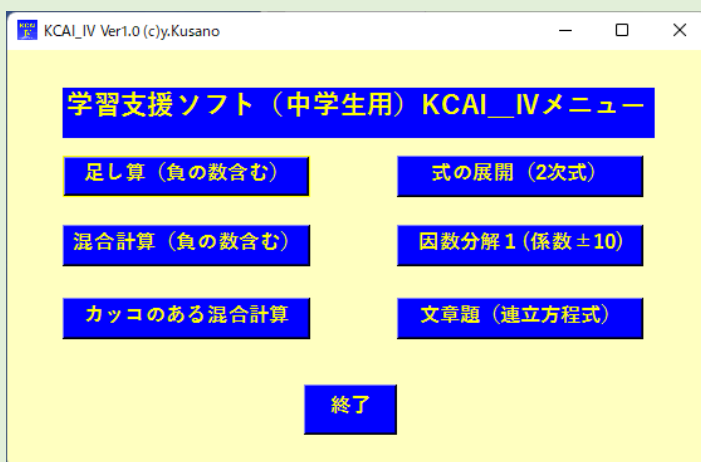 KCAI_IV Ver1.0 (c)y.Kusano
学習支援ソフト（中学生用）KCAI__Ⅳメニュー
足し算（負の数含む）
式の展開（2次式）
混合計算（負の数含む）
因数分解１(係数±10)
カッコのある混合計算
文章題（連立方程式）
終了